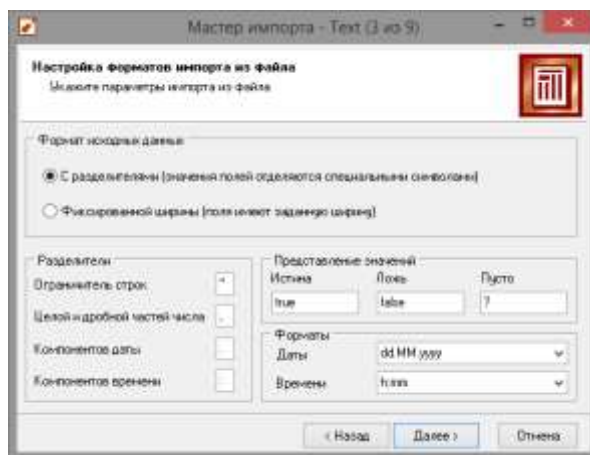 Мастер импорта - Text (3 из 9)
Настройка форматов импорта из файла
Укажите параметры импорта из файла
Формат исходных данных
С разделителями (значения полей отделяются специальными символами)
Фиксированной ширины (поля имеют заданную ширину)
Разделители
Ограничитель строк "
Целой и дробной частей числа
Компонентов даты
Компонентов времени
Представление значений
Истина Ложь Пусто
true false ?
Форматы
Даты dd.MM.yyyy
Времени h:mm
< Назад Далее > Отмена